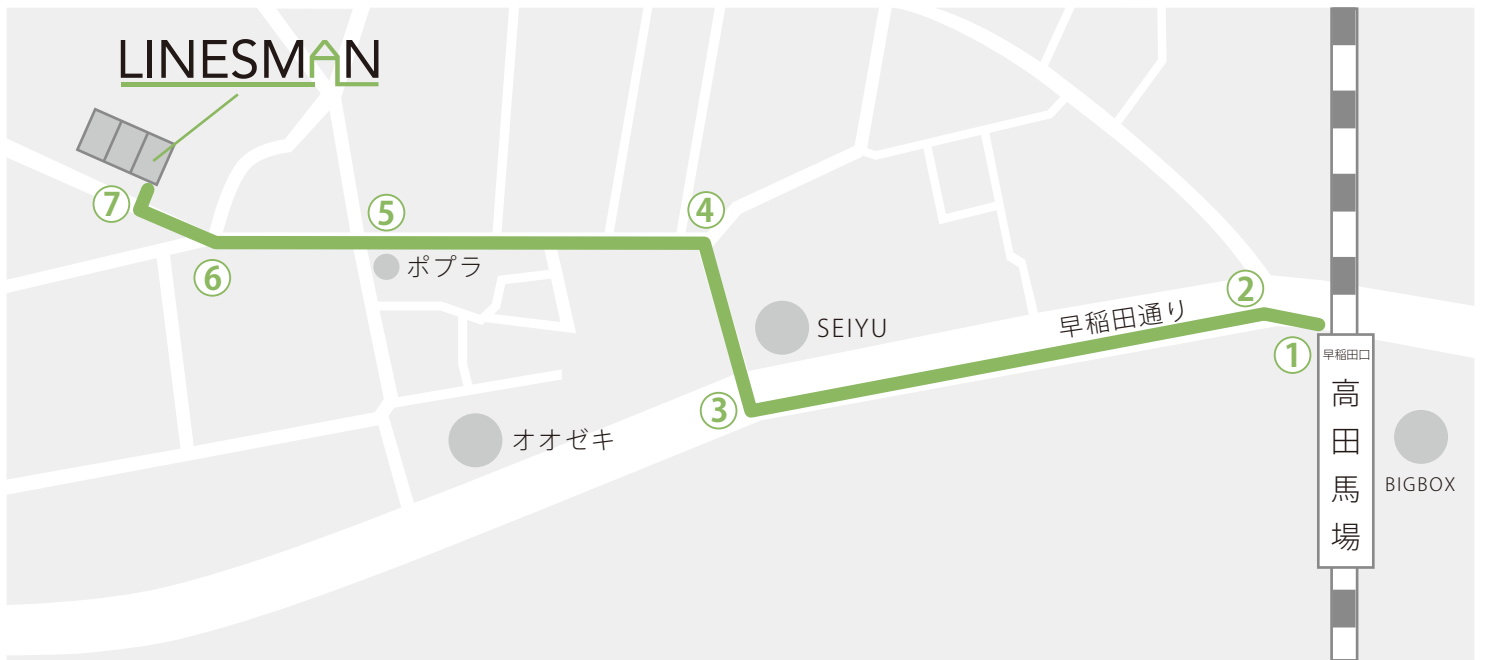 LINESMAN
⑦
⑥
⑤
ポプラ
④
SEIYU
③
オオゼキ
早稲田通り
②
①
早稲田口
高田馬場
BIGBOX